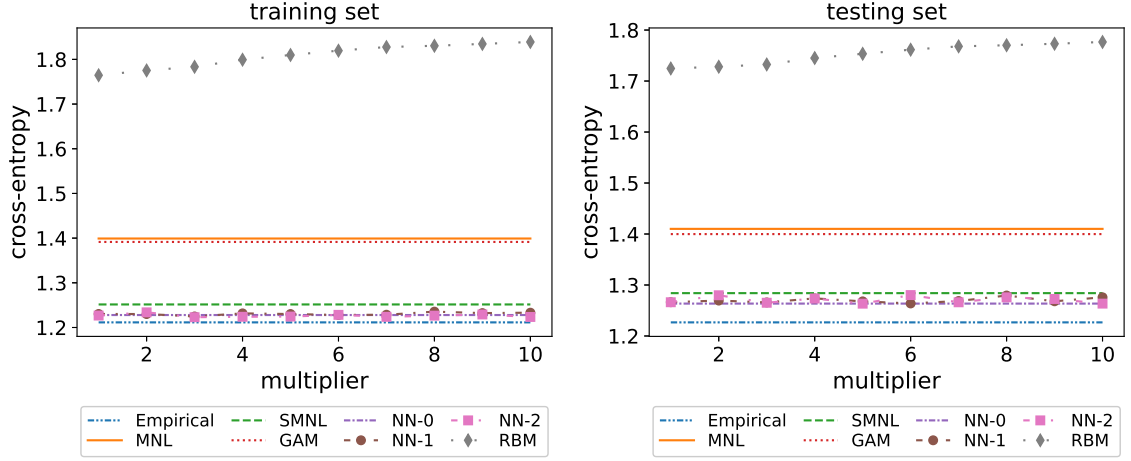 training set
cross-entropy
1.8
1.7
1.6
1.5
1.4
1.3
1.2
2 4 6 8 10
multiplier
Empirical SMNL NN-0 NN-2
MNL GAM NN-1 RBM
testing set
cross-entropy
1.8
1.7
1.6
1.5
1.4
1.3
1.2
2 4 6 8 10
multiplier
Empirical SMNL NN-0 NN-2
MNL GAM NN-1 RBM